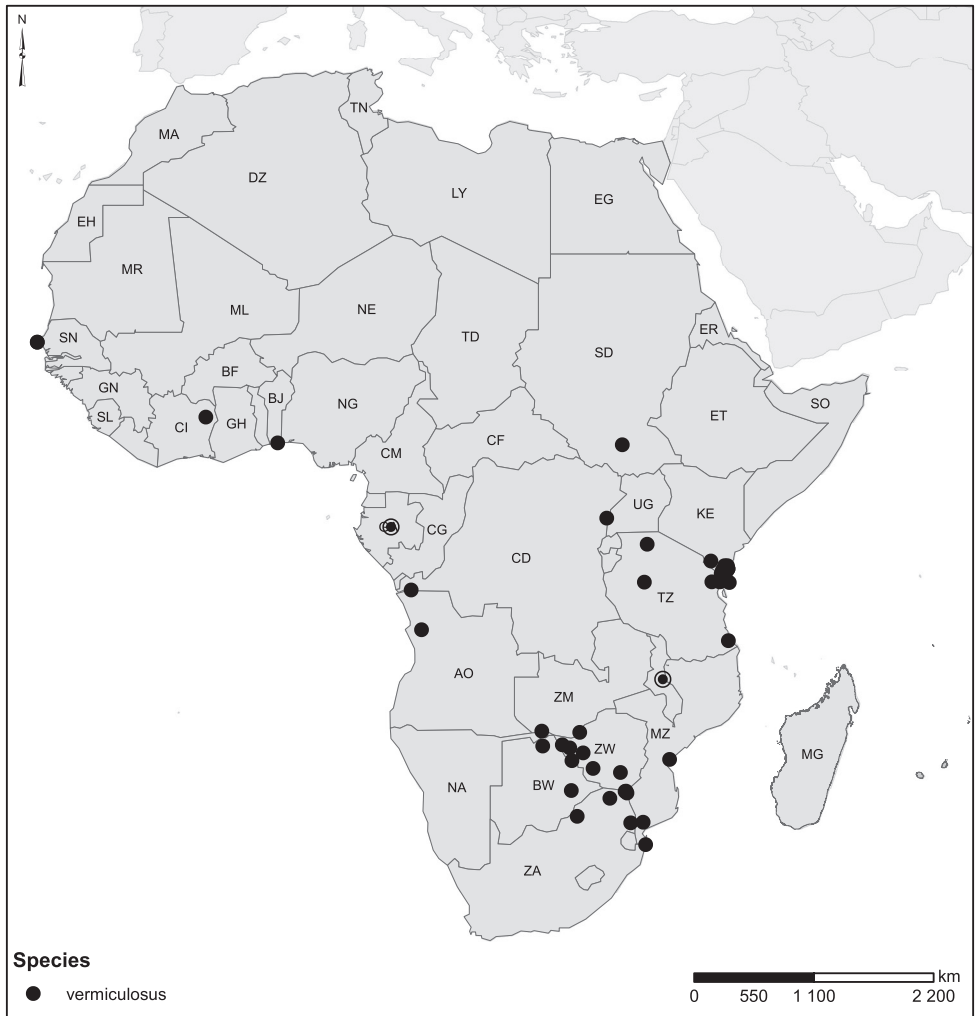 N
TN
MA
DZ
LY
EG
EH
MR
ML
NE
TD
SD
ER
SN
BF
GN
BJ
NG
SL
CI
GH
ET
SO
CM
CF
UG
KE
CG
CD
TZ
AO
ZM
MZ
ZW
MG
NA
BW
ZA
Species
vermiculosus
km
0 550 1 100 2 200